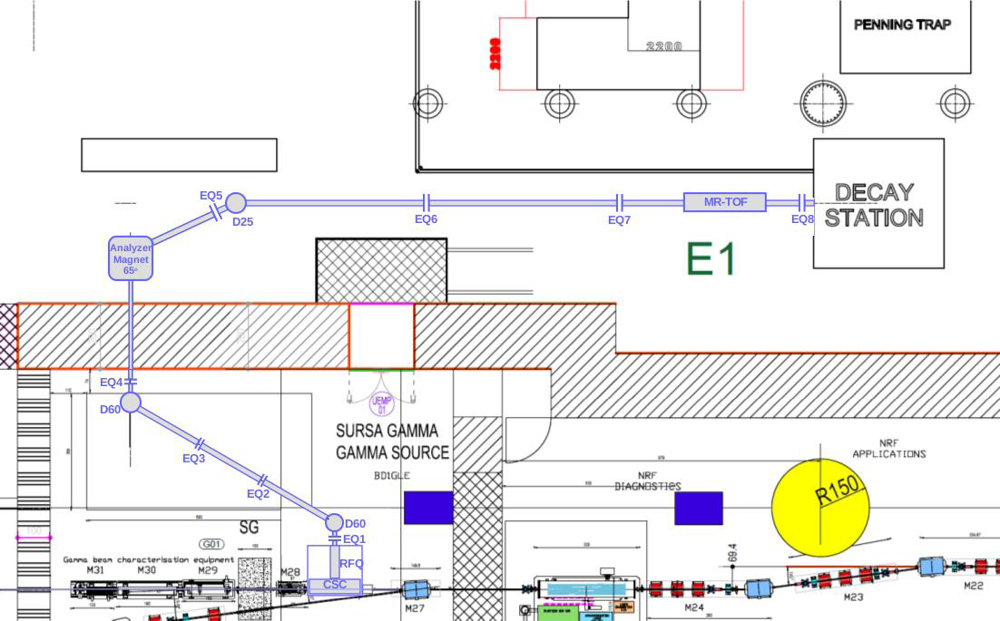 PENNING TRAP
2200
2200
EQ5
D25
EQ6
EQ7
MR-TOF
EQ8
DECAY
STATION
Analyzer
Magnet
65°
E1
EQ4
D60
UEMP
01
SURSA GAMMA
GAMMA SOURCE
BD1GLE
EQ3
EQ2
NRF
APPLICATIONS
NRF
DIAGNOSTICS
R150
SG
D60
EQ1
RFQ
CSC
100
G01
Gamma beam characterisation equipment
M31
M30
M29
M28
M27
M24
69.4
M23
M22